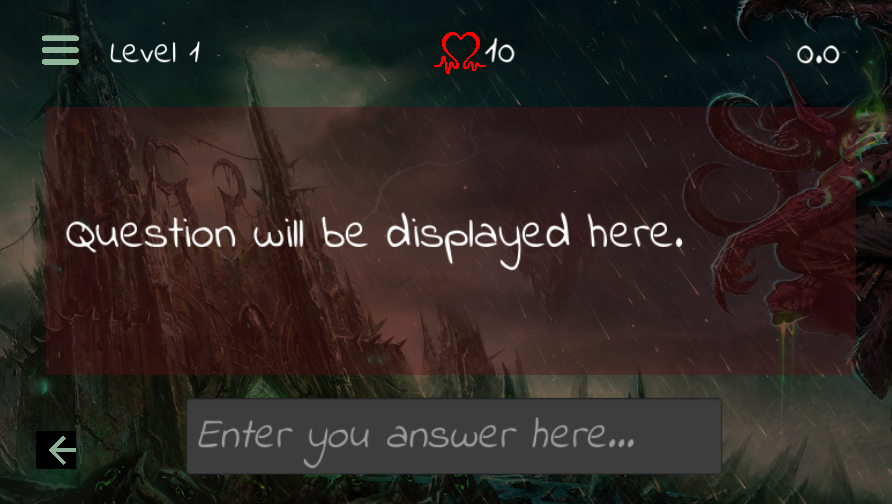 Level 1
10
0.0
Question will be displayed here.
Enter you answer here...